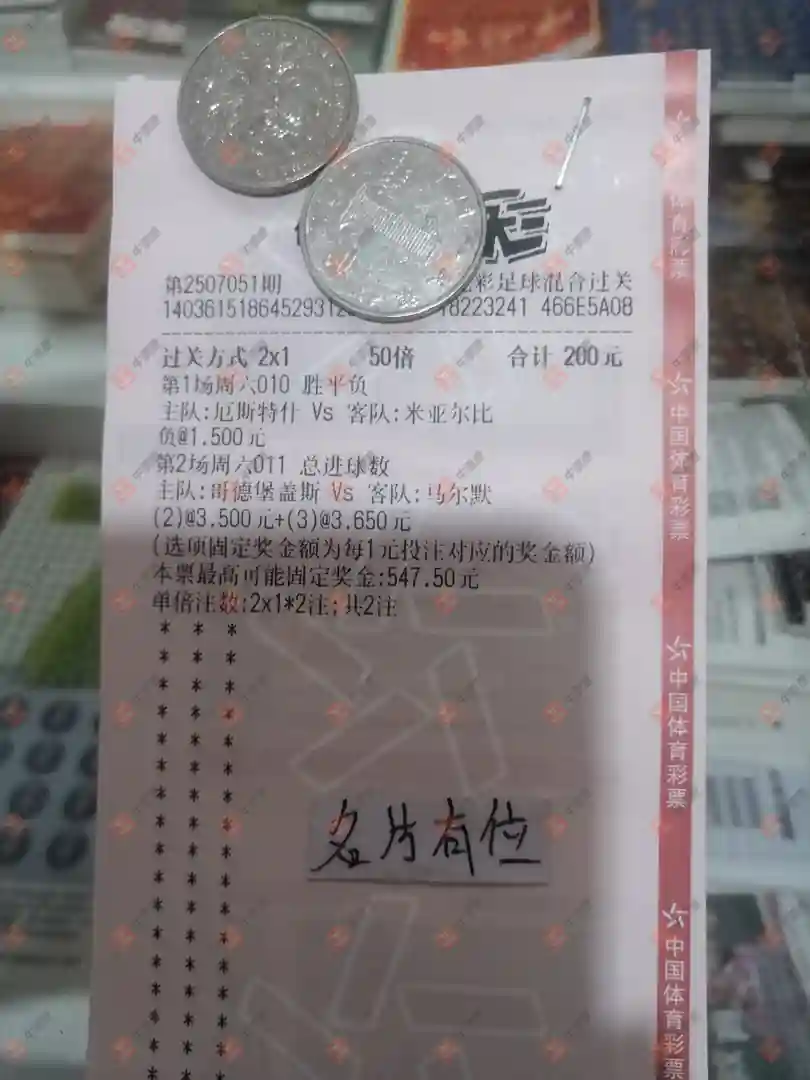 第2507051期
彩足球混合过关
14036151864529312
18223241 466E5A08
过关方式 2x1 50倍 合计 200元
第1场周六010 胜平负
主队:厄斯特什 Vs 客队:米亚尔比
负@1.500元
第2场周六011 总进球数
主队:哥德堡盖斯 Vs 客队:马尔默
(2)@3.500元+(3)@3.650元
(选项固定奖金额为每1元投注对应的奖金额)
本票最高可能固定奖金:547.50元
单倍注数:2x1*2注;共2注
名片有位
体育彩票
中国体育彩票
中国体育彩票
中国体育彩票